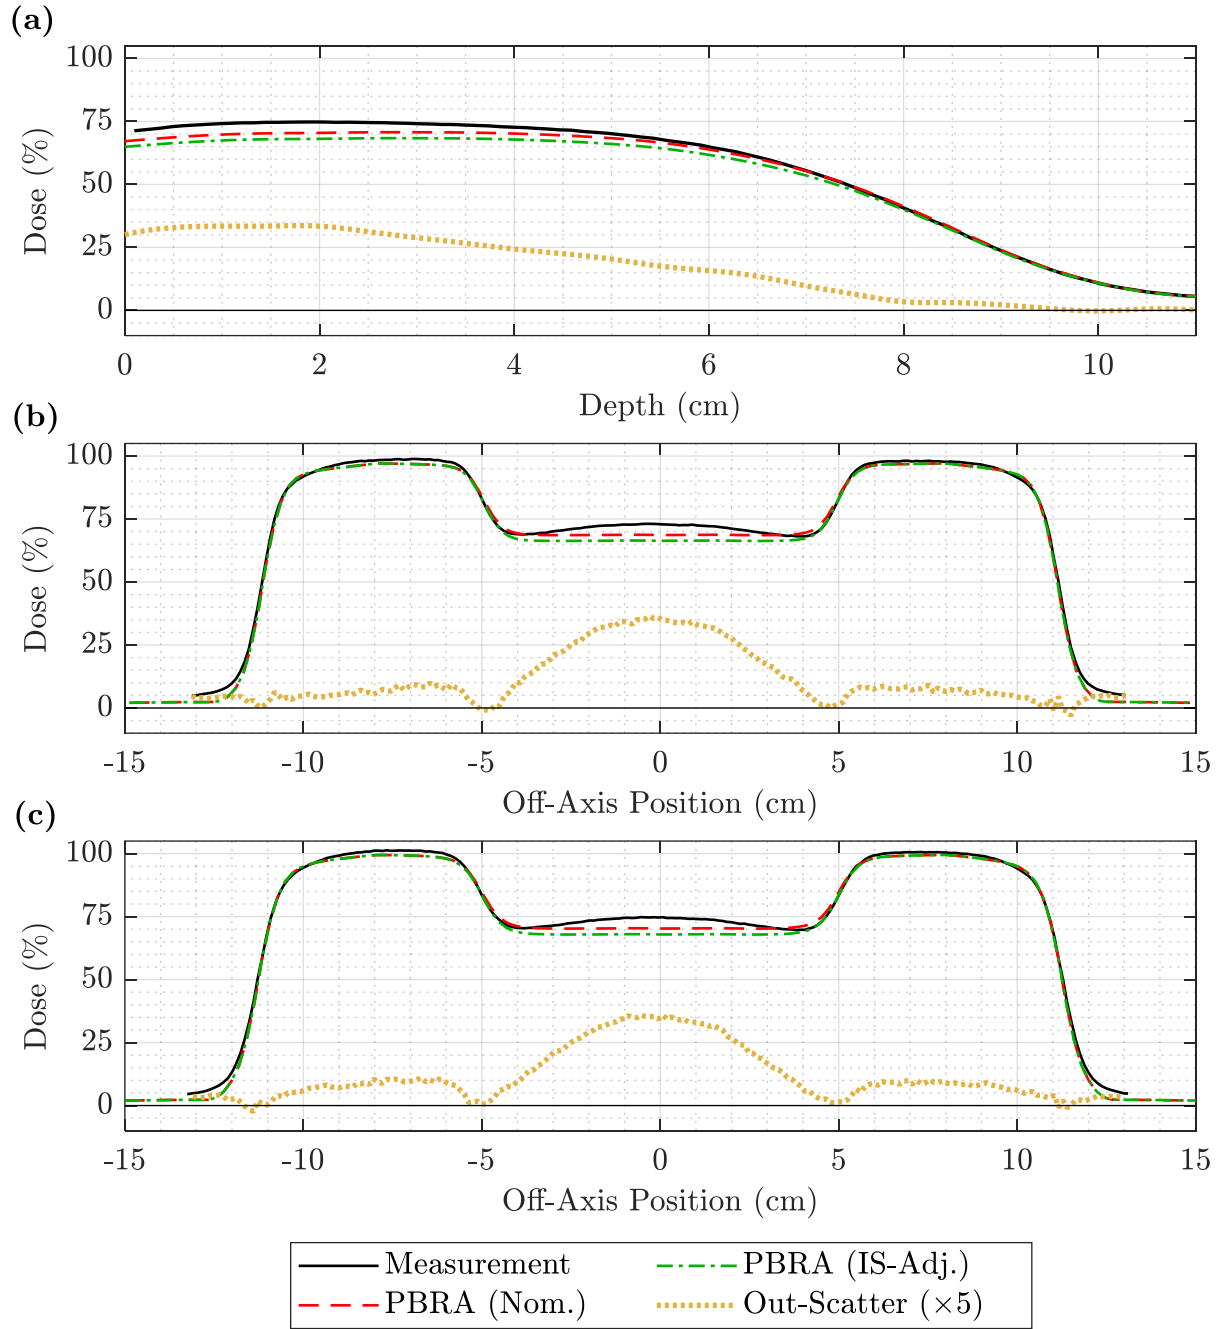 (a)
100
75
50
25
0
Dose (%)
0 2 4 6 8 10
Depth (cm)
(b)
100
75
50
25
0
Dose (%)
-15 -10 -5 0 5 10 15
Off-Axis Position (cm)
(c)
100
75
50
25
0
Dose (%)
-15 -10 -5 0 5 10 15
Off-Axis Position (cm)
Measurement PBRA (IS-Adj.)
PBRA (Nom.) Out-Scatter (×5)